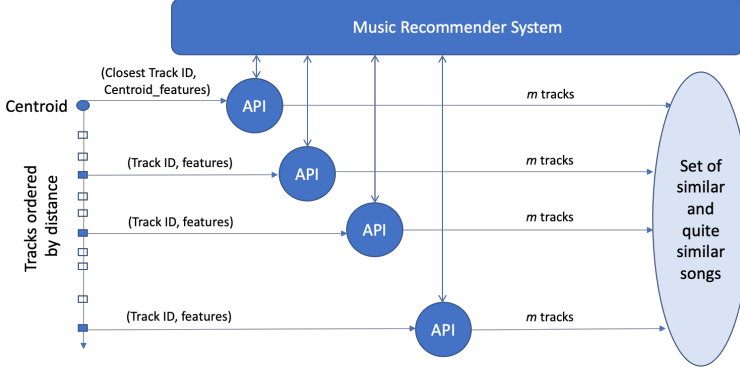 Music Recommender System
(Closest Track ID,
Centroid_features)
Centroid
API
m tracks
Tracks ordered
by distance
(Track ID, features)
API
m tracks
(Track ID, features)
API
m tracks
(Track ID, features)
API
m tracks
Set of
similar
and
quite
similar
songs